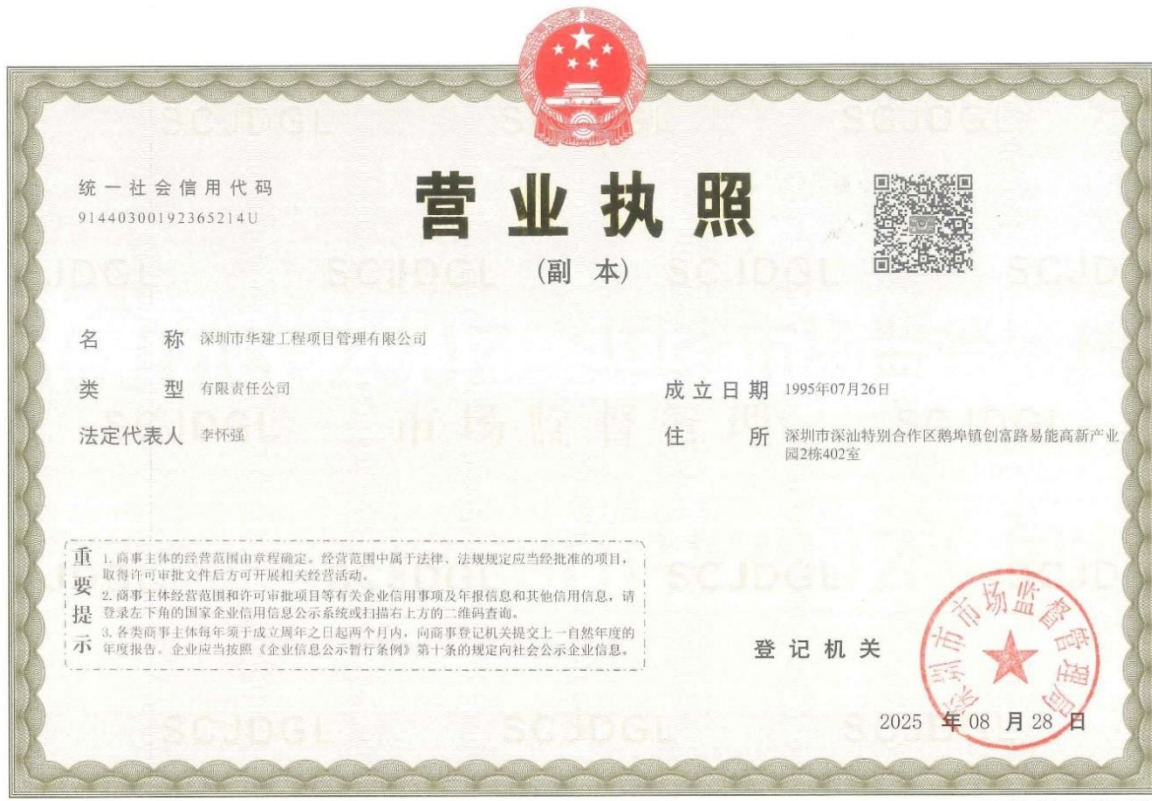 统一社会信用代码
91440300192365214U
营业执照
(副 本)
名 称 深圳市华建工程项目管理有限公司
类 型 有限责任公司
法定代表人 李怀强
成立日期 1995年07月26日
住 所 深圳市深汕特别合作区鹅埠镇创富路易能高新产业
园2栋402室
重要提示
1. 商事主体的经营范围由章程确定。经营范围中属于法律、法规规定应当经批准的项目，
取得许可审批文件后方可开展相关经营活动。
2. 商事主体经营范围和许可审批项目等有关企业信用事项及年报信息和其他信用信息，请
登录左下角的国家企业信用信息公示系统或扫描右上方的二维码查询。
3. 各类商事主体每年须于成立周年之日起两个月内，向商事登记机关提交上一自然年度的
年度报告。企业应当按照《企业信息公示暂行条例》第十条的规定向社会公示企业信息。
登记机关
深圳市市场监督管理局
2025 年 08 月 28 日
SCJDGL
市场监督管理